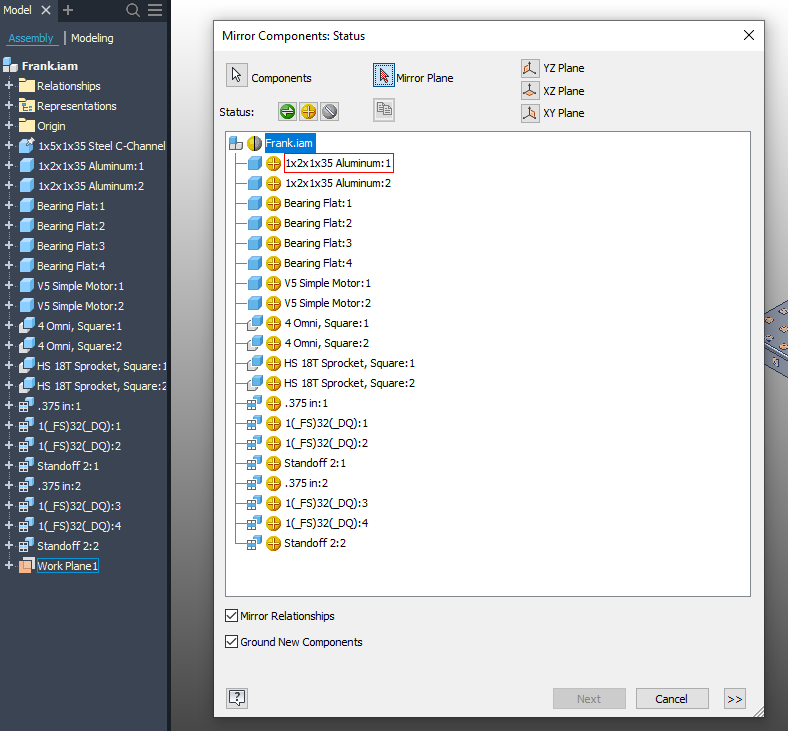 Model
Assembly
Modeling
Frank.iam
Relationships
Representations
Origin
1x5x1x35 Steel C-Channel
1x2x1x35 Aluminum:1
1x2x1x35 Aluminum:2
Bearing Flat:1
Bearing Flat:2
Bearing Flat:3
Bearing Flat:4
V5 Simple Motor:1
V5 Simple Motor:2
4 Omni, Square:1
4 Omni, Square:2
HS 18T Sprocket, Square:1
HS 18T Sprocket, Square:2
.375 in:1
1(_FS)32(_DQ):1
1(_FS)32(_DQ):2
Standoff 2:1
.375 in:2
1(_FS)32(_DQ):3
1(_FS)32(_DQ):4
Standoff 2:2
Work Plane1
Mirror Components: Status
Components
Mirror Plane
YZ Plane
XZ Plane
XY Plane
Status:
Frank.iam
1x2x1x35 Aluminum:1
1x2x1x35 Aluminum:2
Bearing Flat:1
Bearing Flat:2
Bearing Flat:3
Bearing Flat:4
V5 Simple Motor:1
V5 Simple Motor:2
4 Omni, Square:1
4 Omni, Square:2
HS 18T Sprocket, Square:1
HS 18T Sprocket, Square:2
.375 in:1
1(_FS)32(_DQ):1
1(_FS)32(_DQ):2
Standoff 2:1
.375 in:2
1(_FS)32(_DQ):3
1(_FS)32(_DQ):4
Standoff 2:2
Mirror Relationships
Ground New Components
?
Next
Cancel
>>